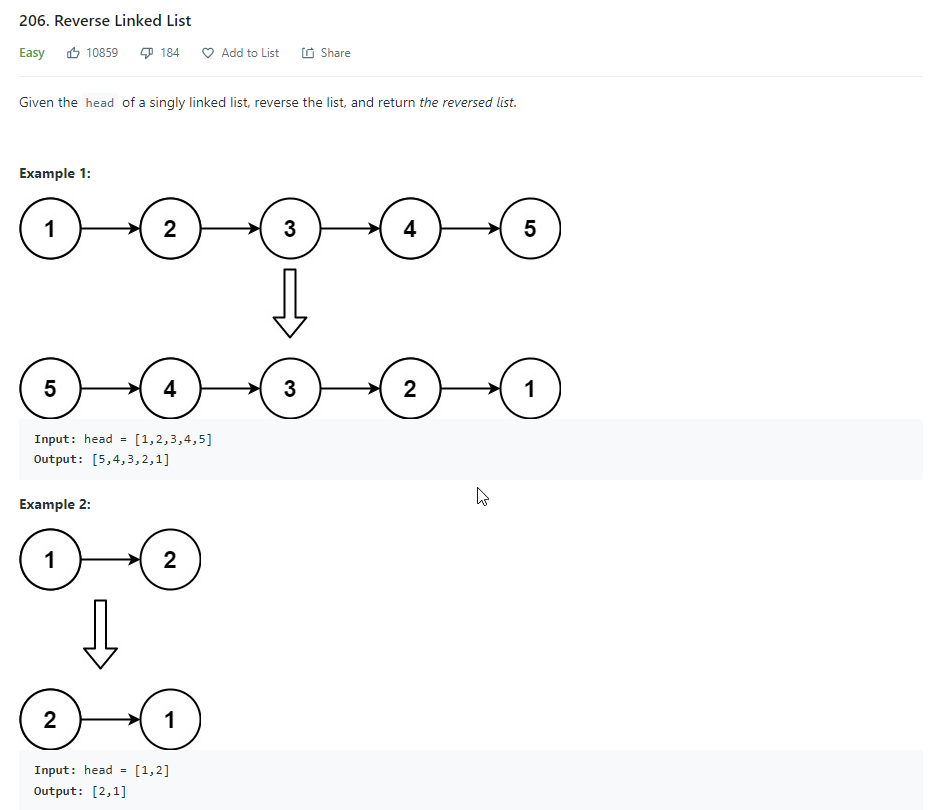 206. Reverse Linked List
Easy 10859 184 Add to List Share
Given the head of a singly linked list, reverse the list, and return the reversed list.
Example 1:
1 2 3 4 5
5 4 3 2 1
Input: head = [1,2,3,4,5]
Output: [5,4,3,2,1]
Example 2:
1 2
2 1
Input: head = [1,2]
Output: [2,1]